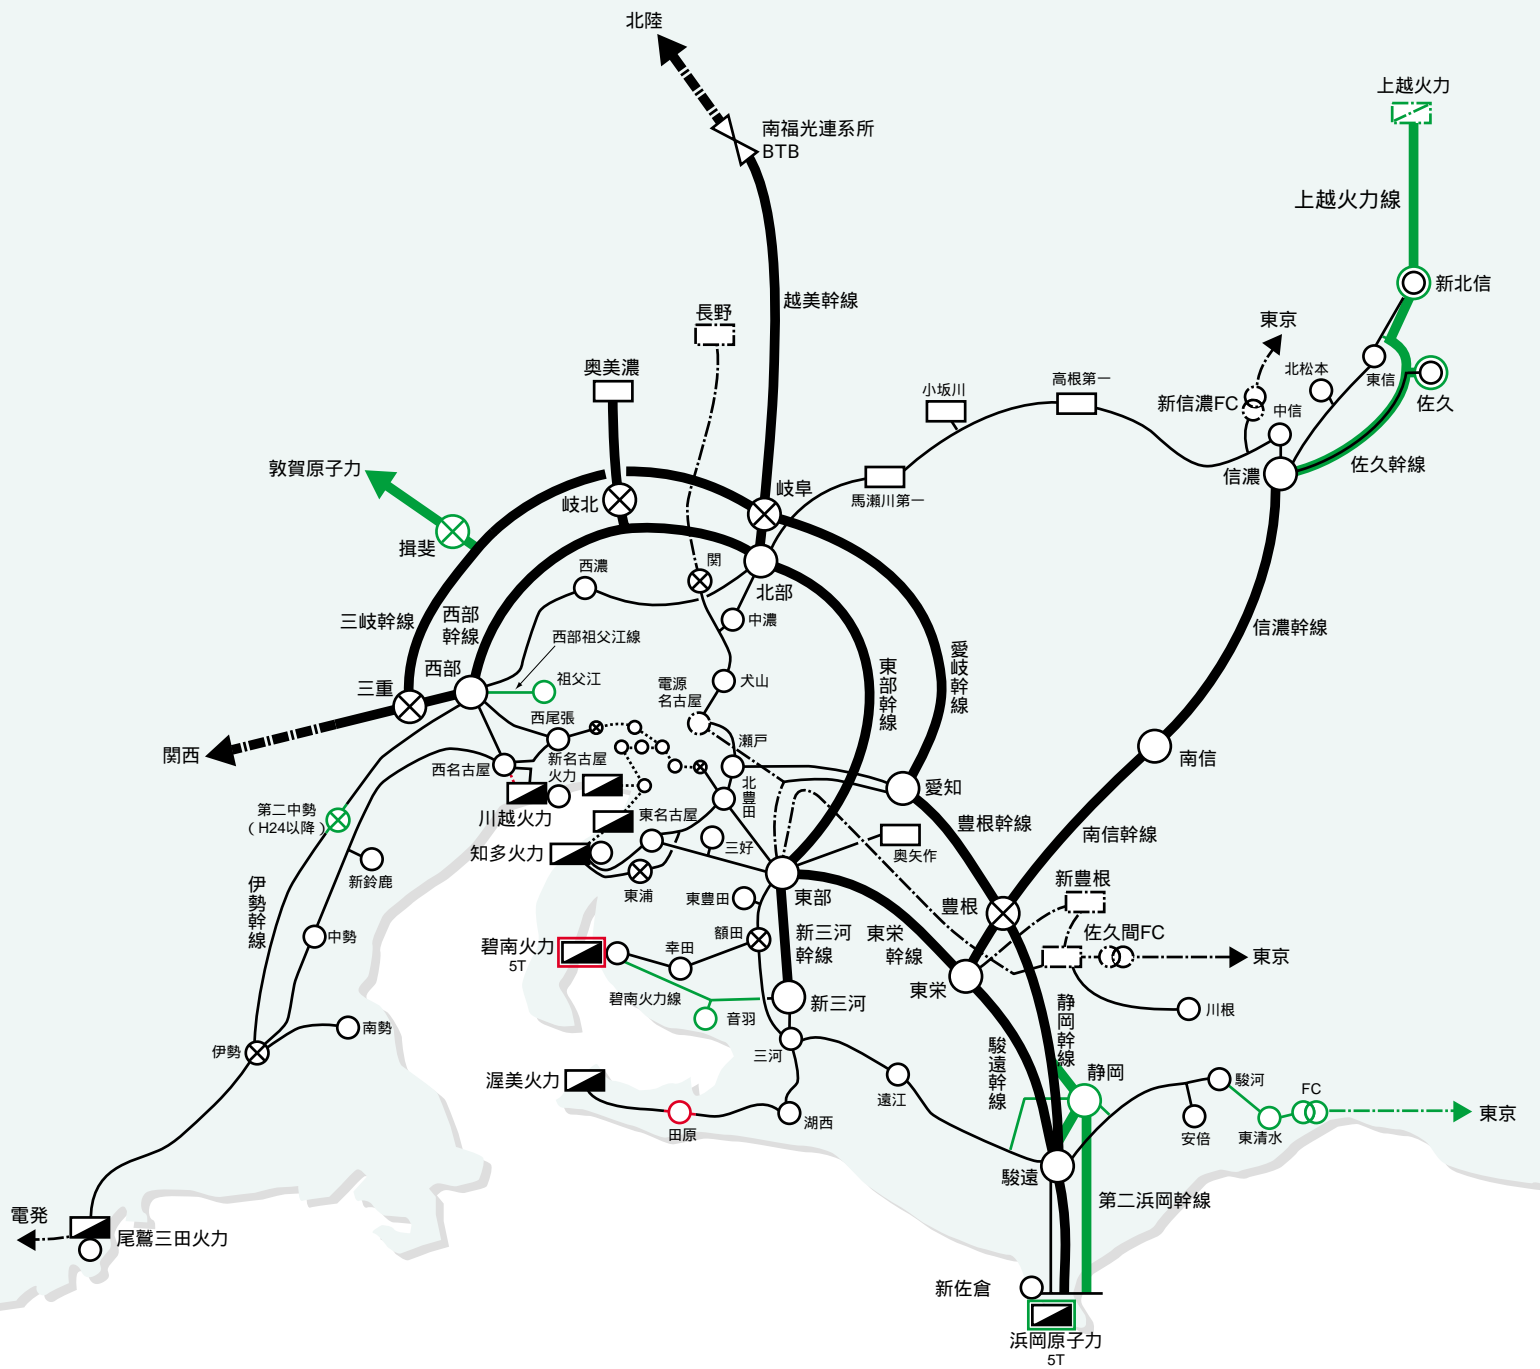 北陸
南福光連系所
BTB
上越火力
上越火力線
新北信
越美幹線
長野
東京
北松本
東信
奥美濃
小坂川
高根第一
新信濃FC
中信
佐久
敦賀原子力
岐北
岐阜
馬瀬川第一
信濃
佐久幹線
揖斐
西濃
関
北部
三岐幹線
西部
幹線
西部祖父江線
中濃
信濃幹線
西部
愛岐幹線
東部幹線
三重
祖父江
電源
名古屋
犬山
関西
西尾張
瀬戸
南信
西名古屋
新名古屋
火力
北豊田
愛知
第二中勢
(H24以降)
川越火力
東名古屋
豊根幹線
南信幹線
知多火力
三好
奥矢作
新鈴鹿
東浦
東豊田
東部
新豊根
伊勢幹線
豊根
中勢
額田
新三河
幹線
東栄
幹線
佐久間FC
東京
碧南火力
5T
幸田
東栄
碧南火力線
音羽
新三河
静岡幹線
川根
南勢
伊勢
三河
駿遠幹線
静岡
渥美火力
遠江
駿河
FC
東京
田原
湖西
安倍
東清水
駿遠
第二浜岡幹線
電発
尾鷲三田火力
新佐倉
浜岡原子力
5T